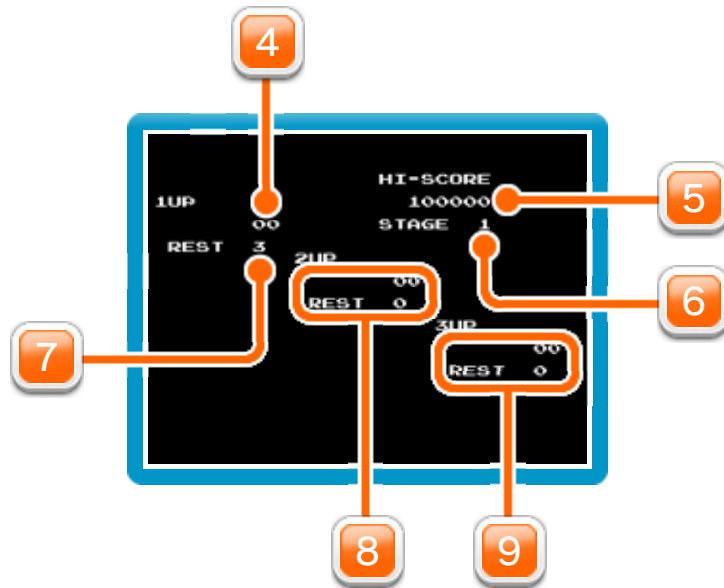 4
HI-SCORE
1UP 100000 5
00 STAGE 1
REST 3
2UP
00
REST 0 6
3UP
7 00
REST 0
8 9